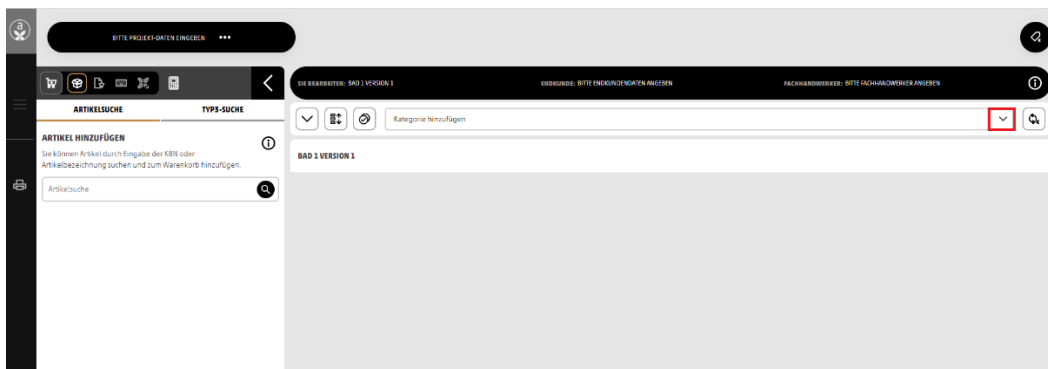 BITTE PROJEKT-DATEN EINGEBEN
SIE BEARBEITEN: BAD 1 VERSION 1
ENDKUNDE: BITTE ENDKUNDENDATEN ANGEBEN
FACHHANDWERKER: BITTE FACHHANDWERKER ANGEBEN
ARTIKELSUCHE
TYP3-SUCHE
Kategorie hinzufügen
ARTIKEL HINZUFÜGEN
Sie können Artikel durch Eingabe der KBN oder
Artikelbezeichnung suchen und zum Warenkorb hinzufügen.
Artikelsuche
BAD 1 VERSION 1